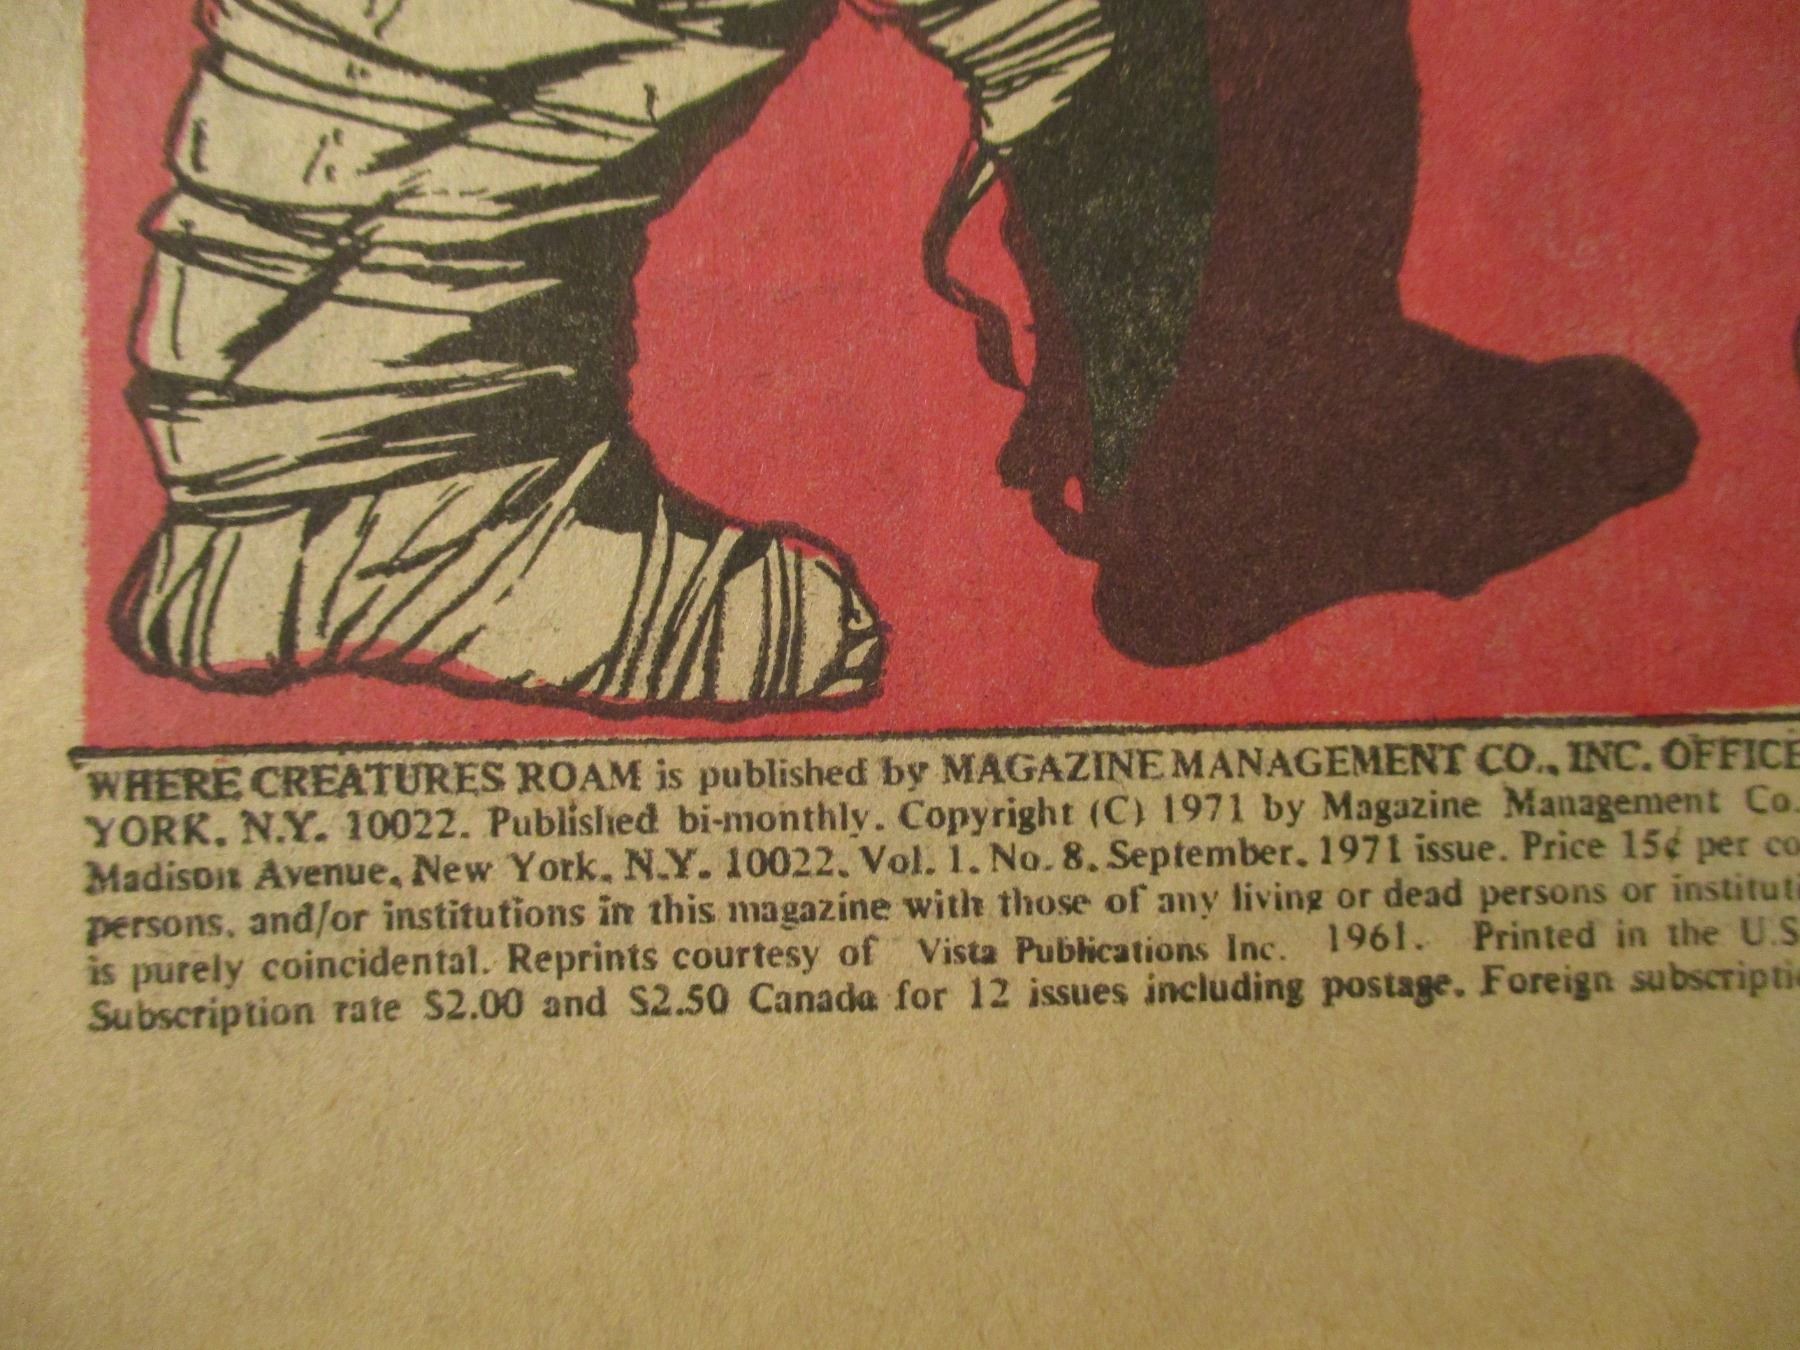 WHERE CREATURES ROAM is published by MAGAZINE MANAGEMENT CO., INC. OFFICE
YORK, N.Y. 10022. Published bi-monthly. Copyright (C) 1971 by Magazine Management Co.
Madison Avenue, New York, N.Y. 10022. Vol. 1. No. 8. September, 1971 issue. Price 15¢ per co
persons, and/or institutions in this magazine with those of any living or dead persons or instituti
is purely coincidental. Reprints courtesy of Vista Publications Inc. 1961. Printed in the U.S
Subscription rate $2.00 and $2.50 Canada for 12 issues including postage. Foreign subscripti